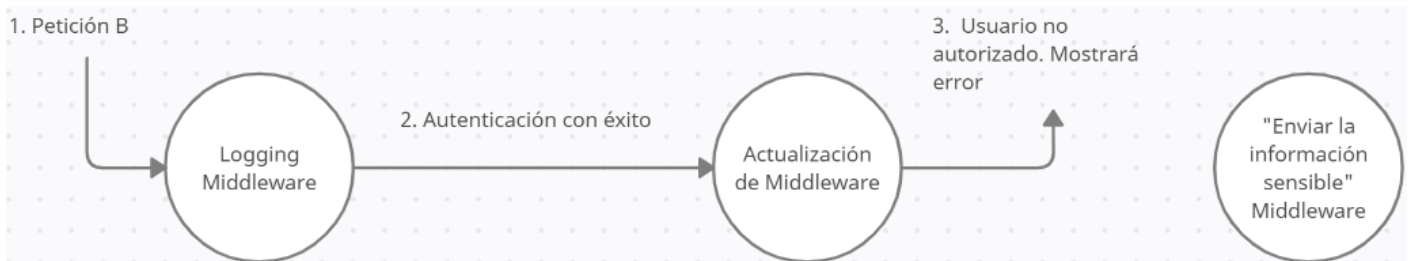 1. Petición B
3. Usuario no
autorizado. Mostrará
error
2. Autenticación con éxito
Logging
Middleware
Actualización
de Middleware
"Enviar la
información
sensible"
Middleware